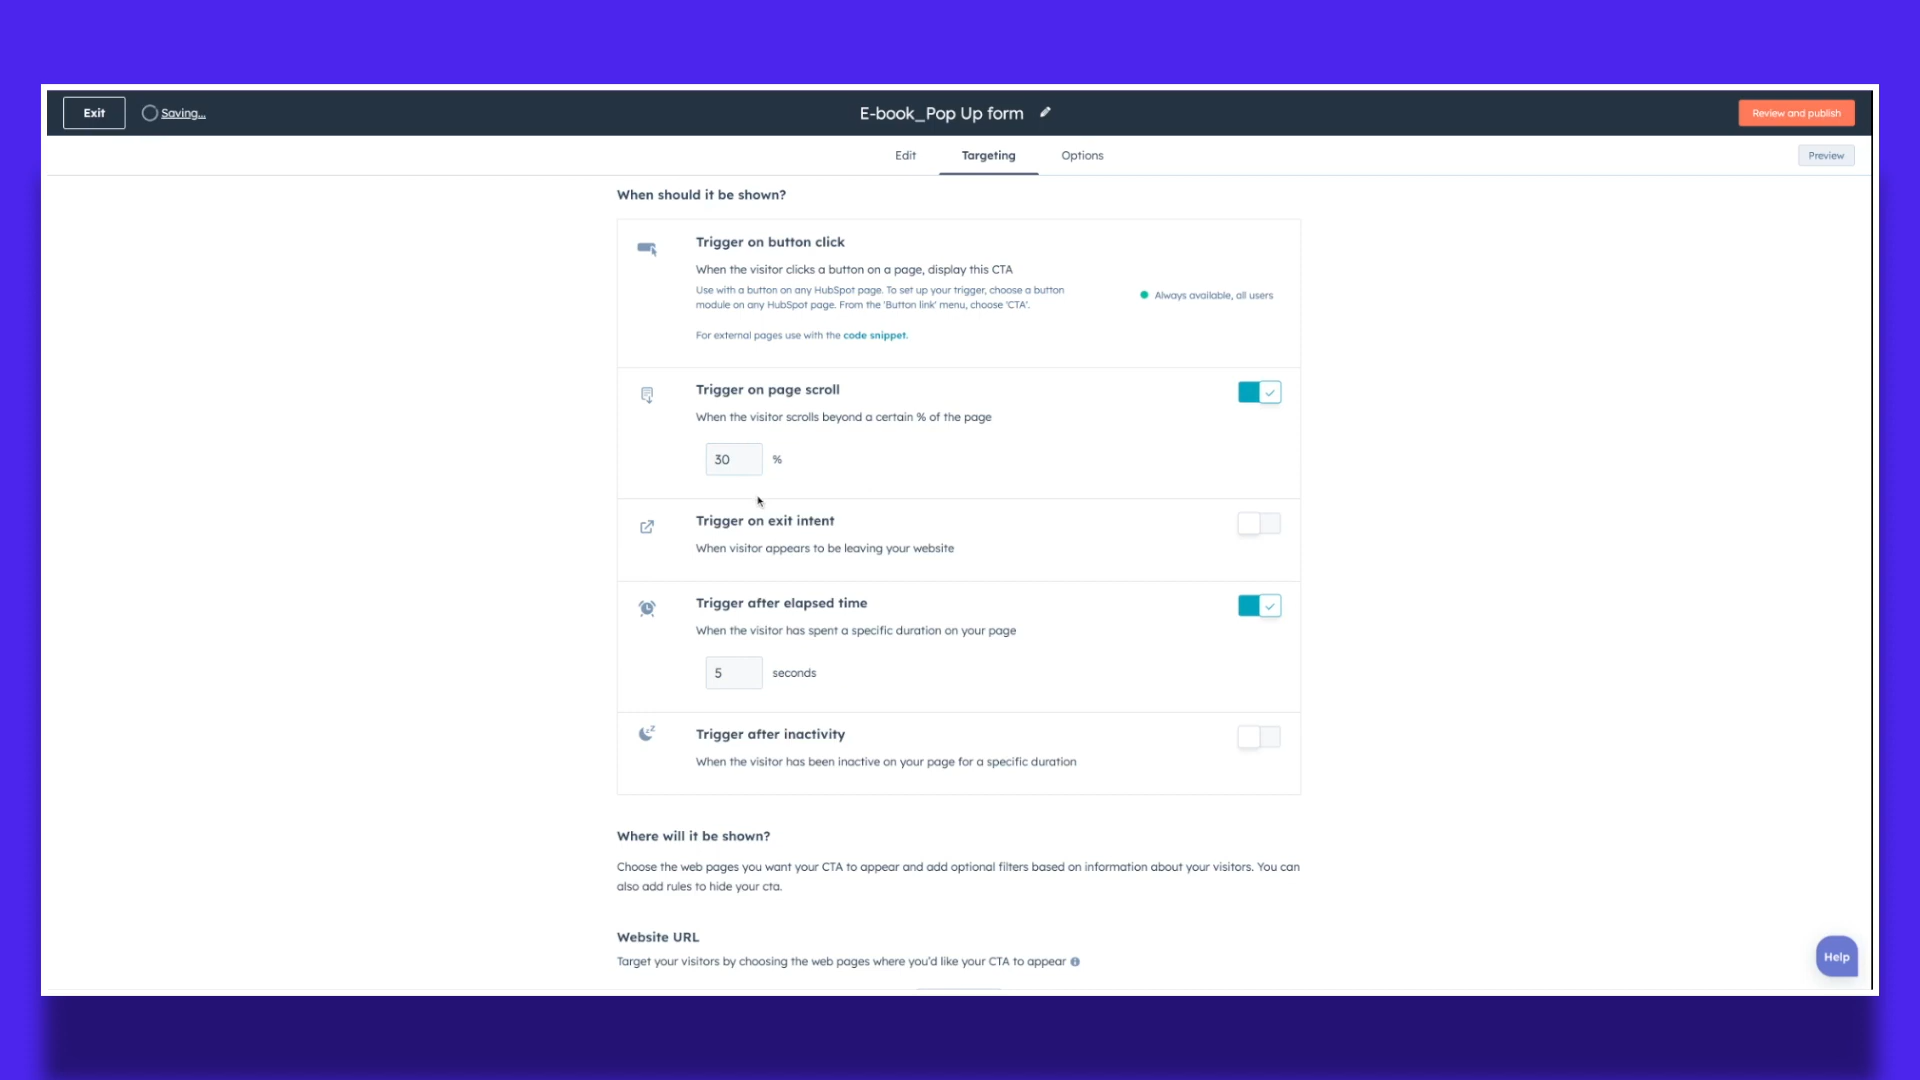 Exit
Saving...
E-book_Pop Up form
Review and publish
Edit
Targeting
Options
Preview
When should it be shown?
Trigger on button click
When the visitor clicks a button on a page, display this CTA
Use with a button on any HubSpot page. To set up your trigger, choose a button
module on any HubSpot page. From the 'Button link' menu, choose 'CTA'.
Always available, all users
For external pages use with the code snippet.
Trigger on page scroll
When the visitor scrolls beyond a certain % of the page
30 %
Trigger on exit intent
When visitor appears to be leaving your website
Trigger after elapsed time
When the visitor has spent a specific duration on your page
5 seconds
Trigger after inactivity
When the visitor has been inactive on your page for a specific duration
Where will it be shown?
Choose the web pages you want your CTA to appear and add optional filters based on information about your visitors. You can
also add rules to hide your cta.
Website URL
Target your visitors by choosing the web pages where you'd like your CTA to appear
Help